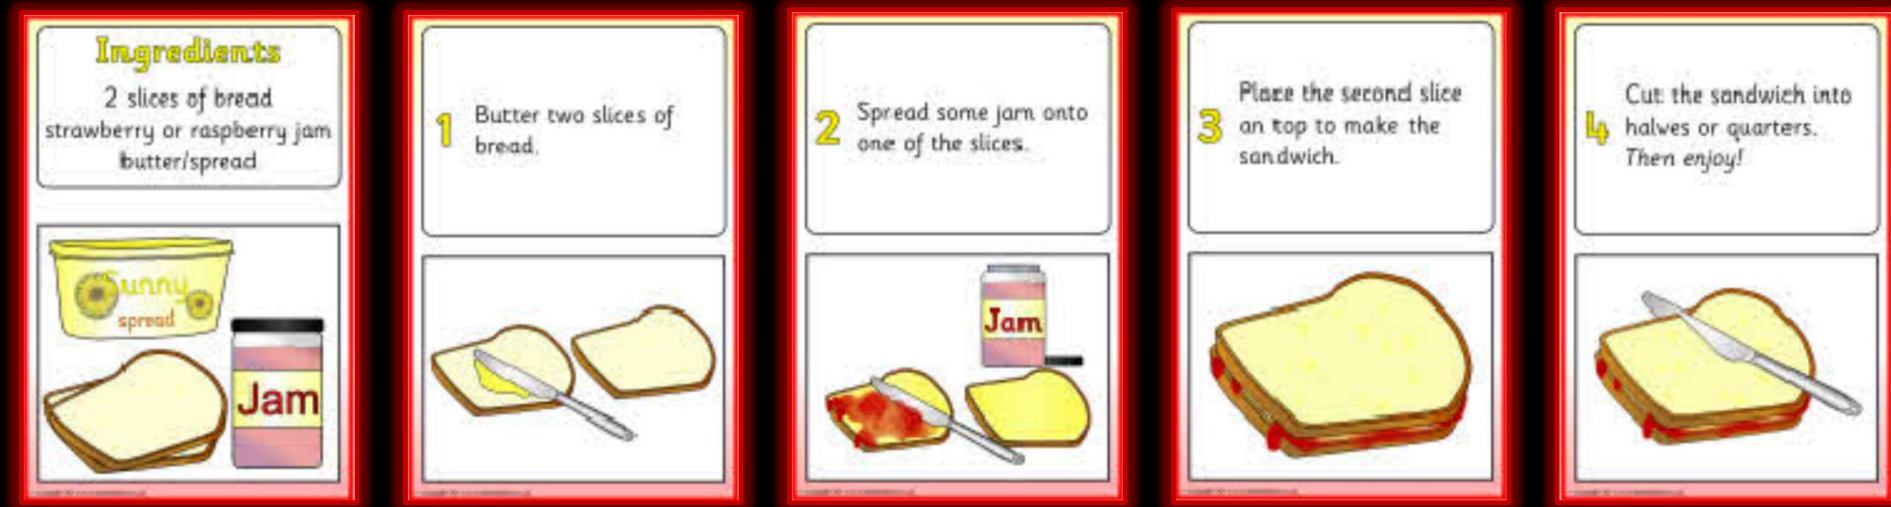 Ingredients
2 slices of bread
strawberry or raspberry jam
butter/spread
Sunny
spread
Jam
1
Butter two slices of
bread.
2
Spread some jam onto
one of the slices.
Jam
3
Place the second slice
on top to make the
sandwich.
4
Cut the sandwich into
halves or quarters.
Then enjoy!